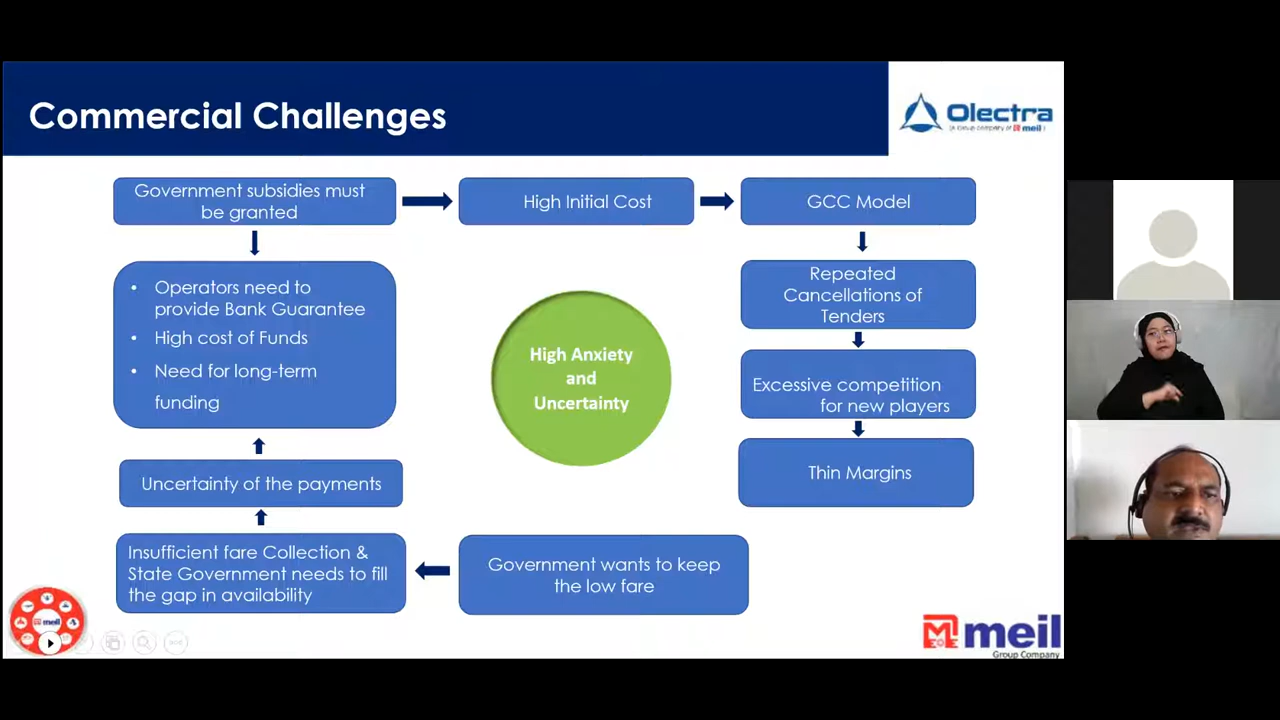 Commercial Challenges
Olectra
(A Group company of meil)
Government subsidies must
be granted
High Initial Cost
GCC Model
• Operators need to
provide Bank Guarantee
• High cost of Funds
• Need for long-term
funding
Repeated
Cancellations of
Tenders
High Anxiety
and
Uncertainty
Excessive competition
for new players
Thin Margins
Uncertainty of the payments
Insufficient fare Collection &
State Government needs to fill
the gap in availability
Government wants to keep
the low fare
meil
meil
Group Company